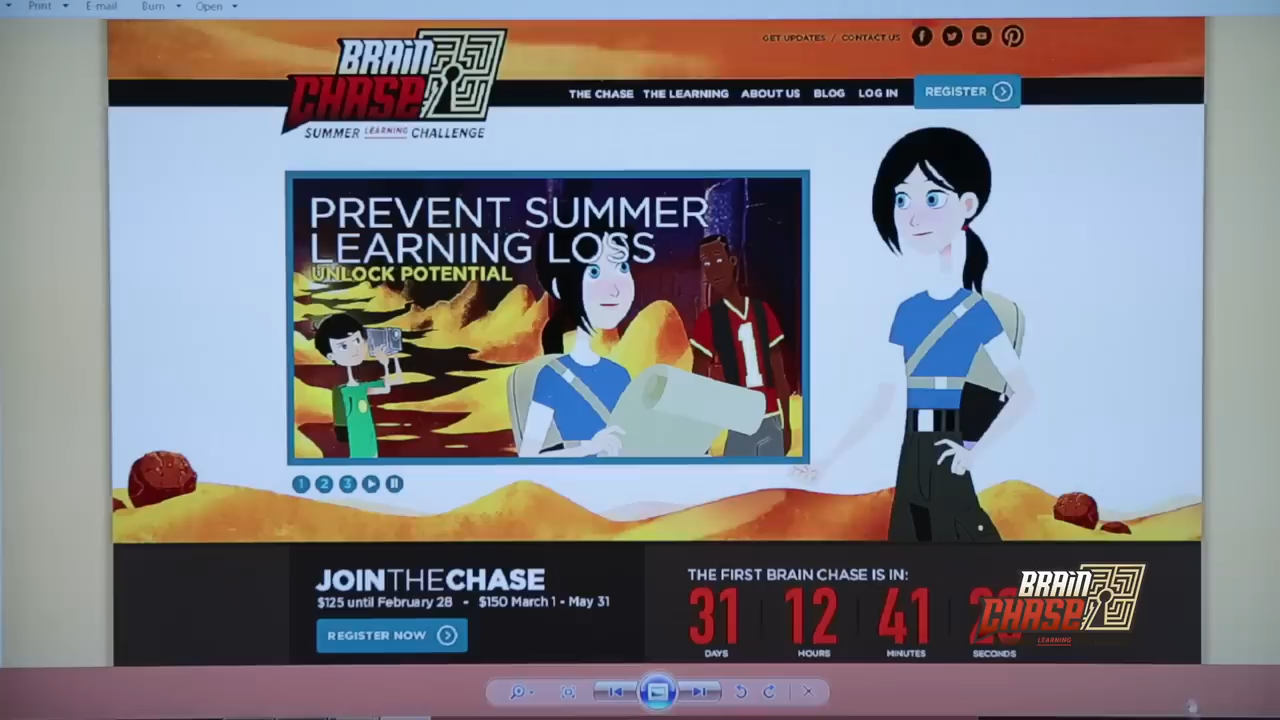 Print
E-mail
Burn
Open
GET UPDATES / CONTACT US
BRAIN
CHASE
SUMMER LEARNING CHALLENGE
THE CHASE THE LEARNING ABOUT US BLOG LOG IN REGISTER
PREVENT SUMMER
LEARNING LOSS
UNLOCK POTENTIAL
1
1 2 3
JOINTHECHASE
$125 until February 28 - $150 March 1 - May 31
REGISTER NOW
THE FIRST BRAIN CHASE IS IN:
31 12 41
DAYS HOURS MINUTES SECONDS
BRAIN
CHASE
LEARNING